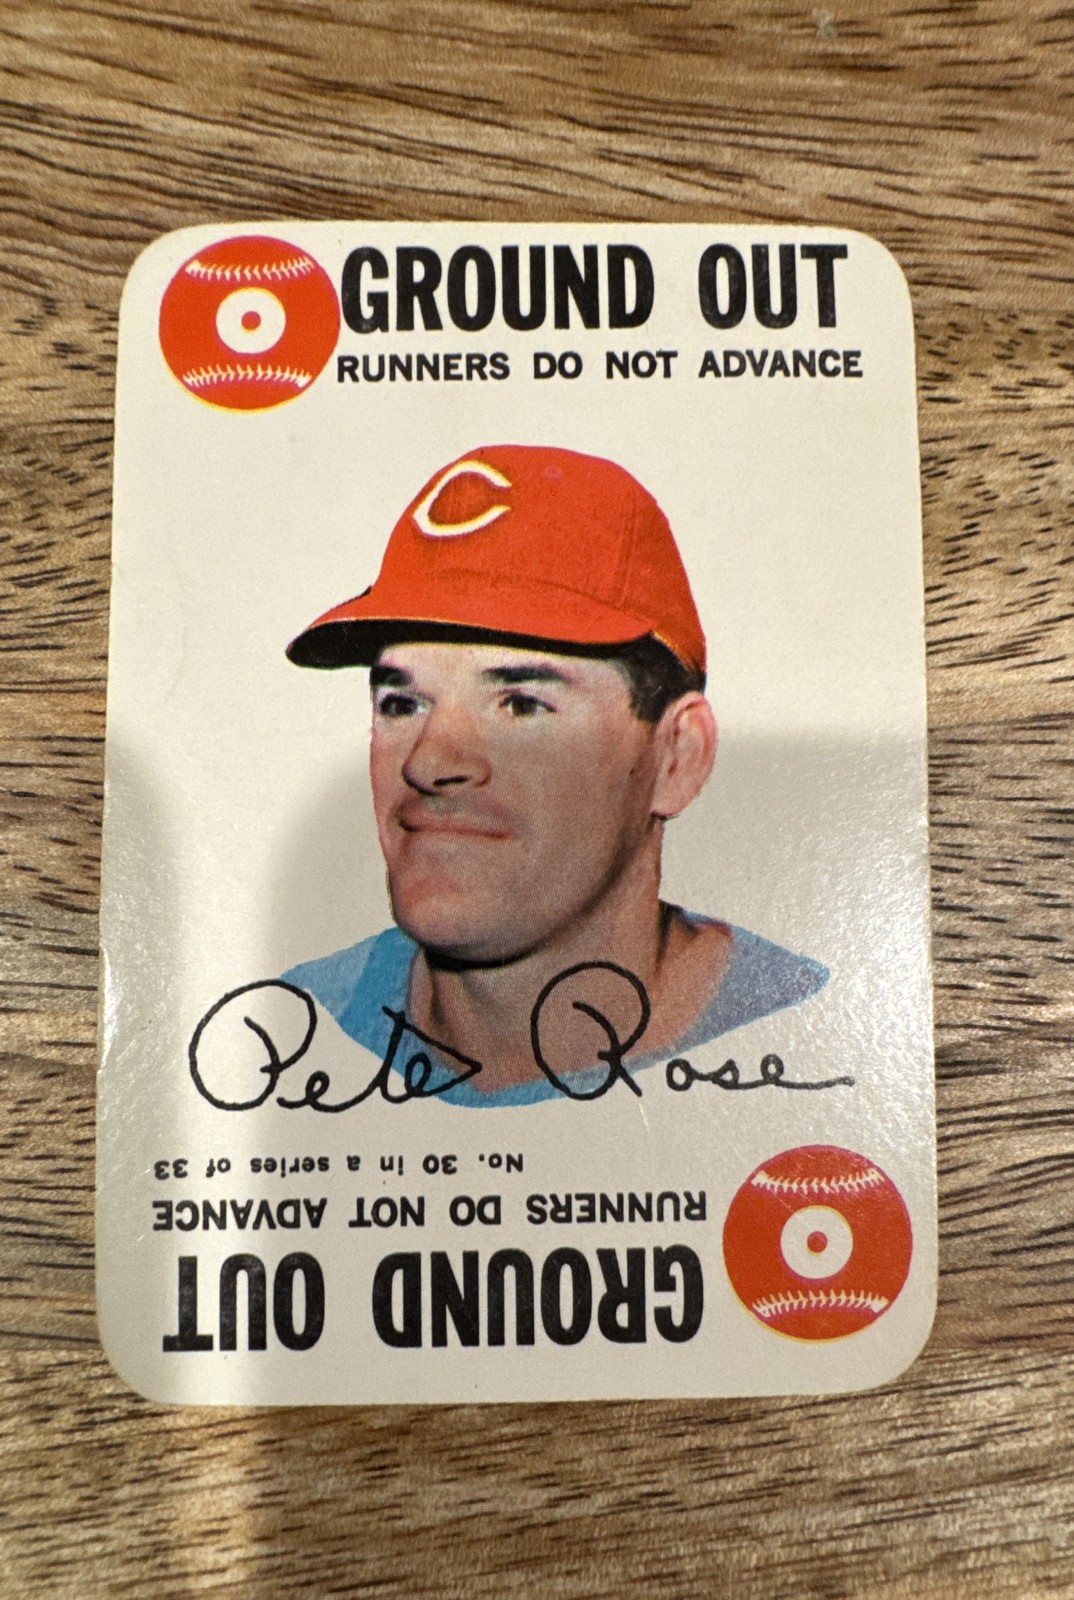 GROUND OUT
RUNNERS DO NOT ADVANCE
C
Pete Rose
No. 30 in a series of 33
RUNNERS DO NOT ADVANCE
GROUND OUT